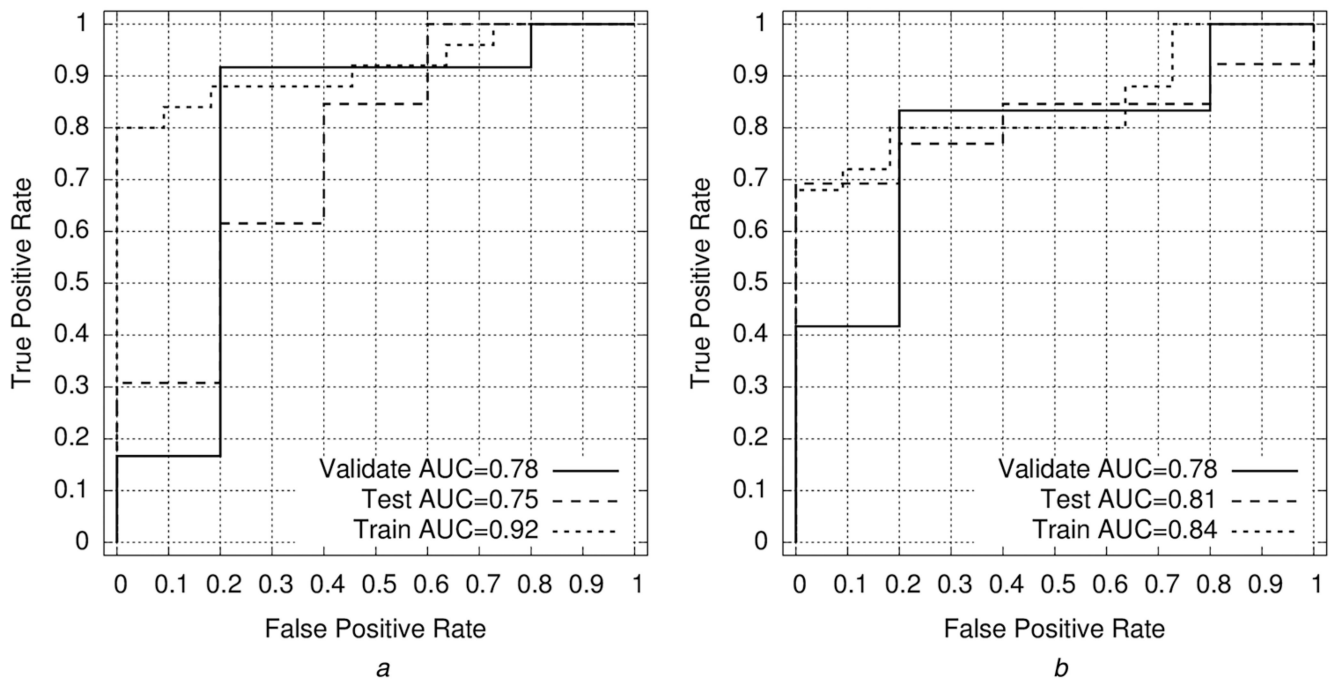 1
0.9
0.8
0.7
0.6
0.5
0.4
0.3
0.2
0.1
0
True Positive Rate
Validate AUC=0.78
Test AUC=0.75
Train AUC=0.92
0 0.1 0.2 0.3 0.4 0.5 0.6 0.7 0.8 0.9 1
False Positive Rate
a
1
0.9
0.8
0.7
0.6
0.5
0.4
0.3
0.2
0.1
0
True Positive Rate
Validate AUC=0.78
Test AUC=0.81
Train AUC=0.84
0 0.1 0.2 0.3 0.4 0.5 0.6 0.7 0.8 0.9 1
False Positive Rate
b